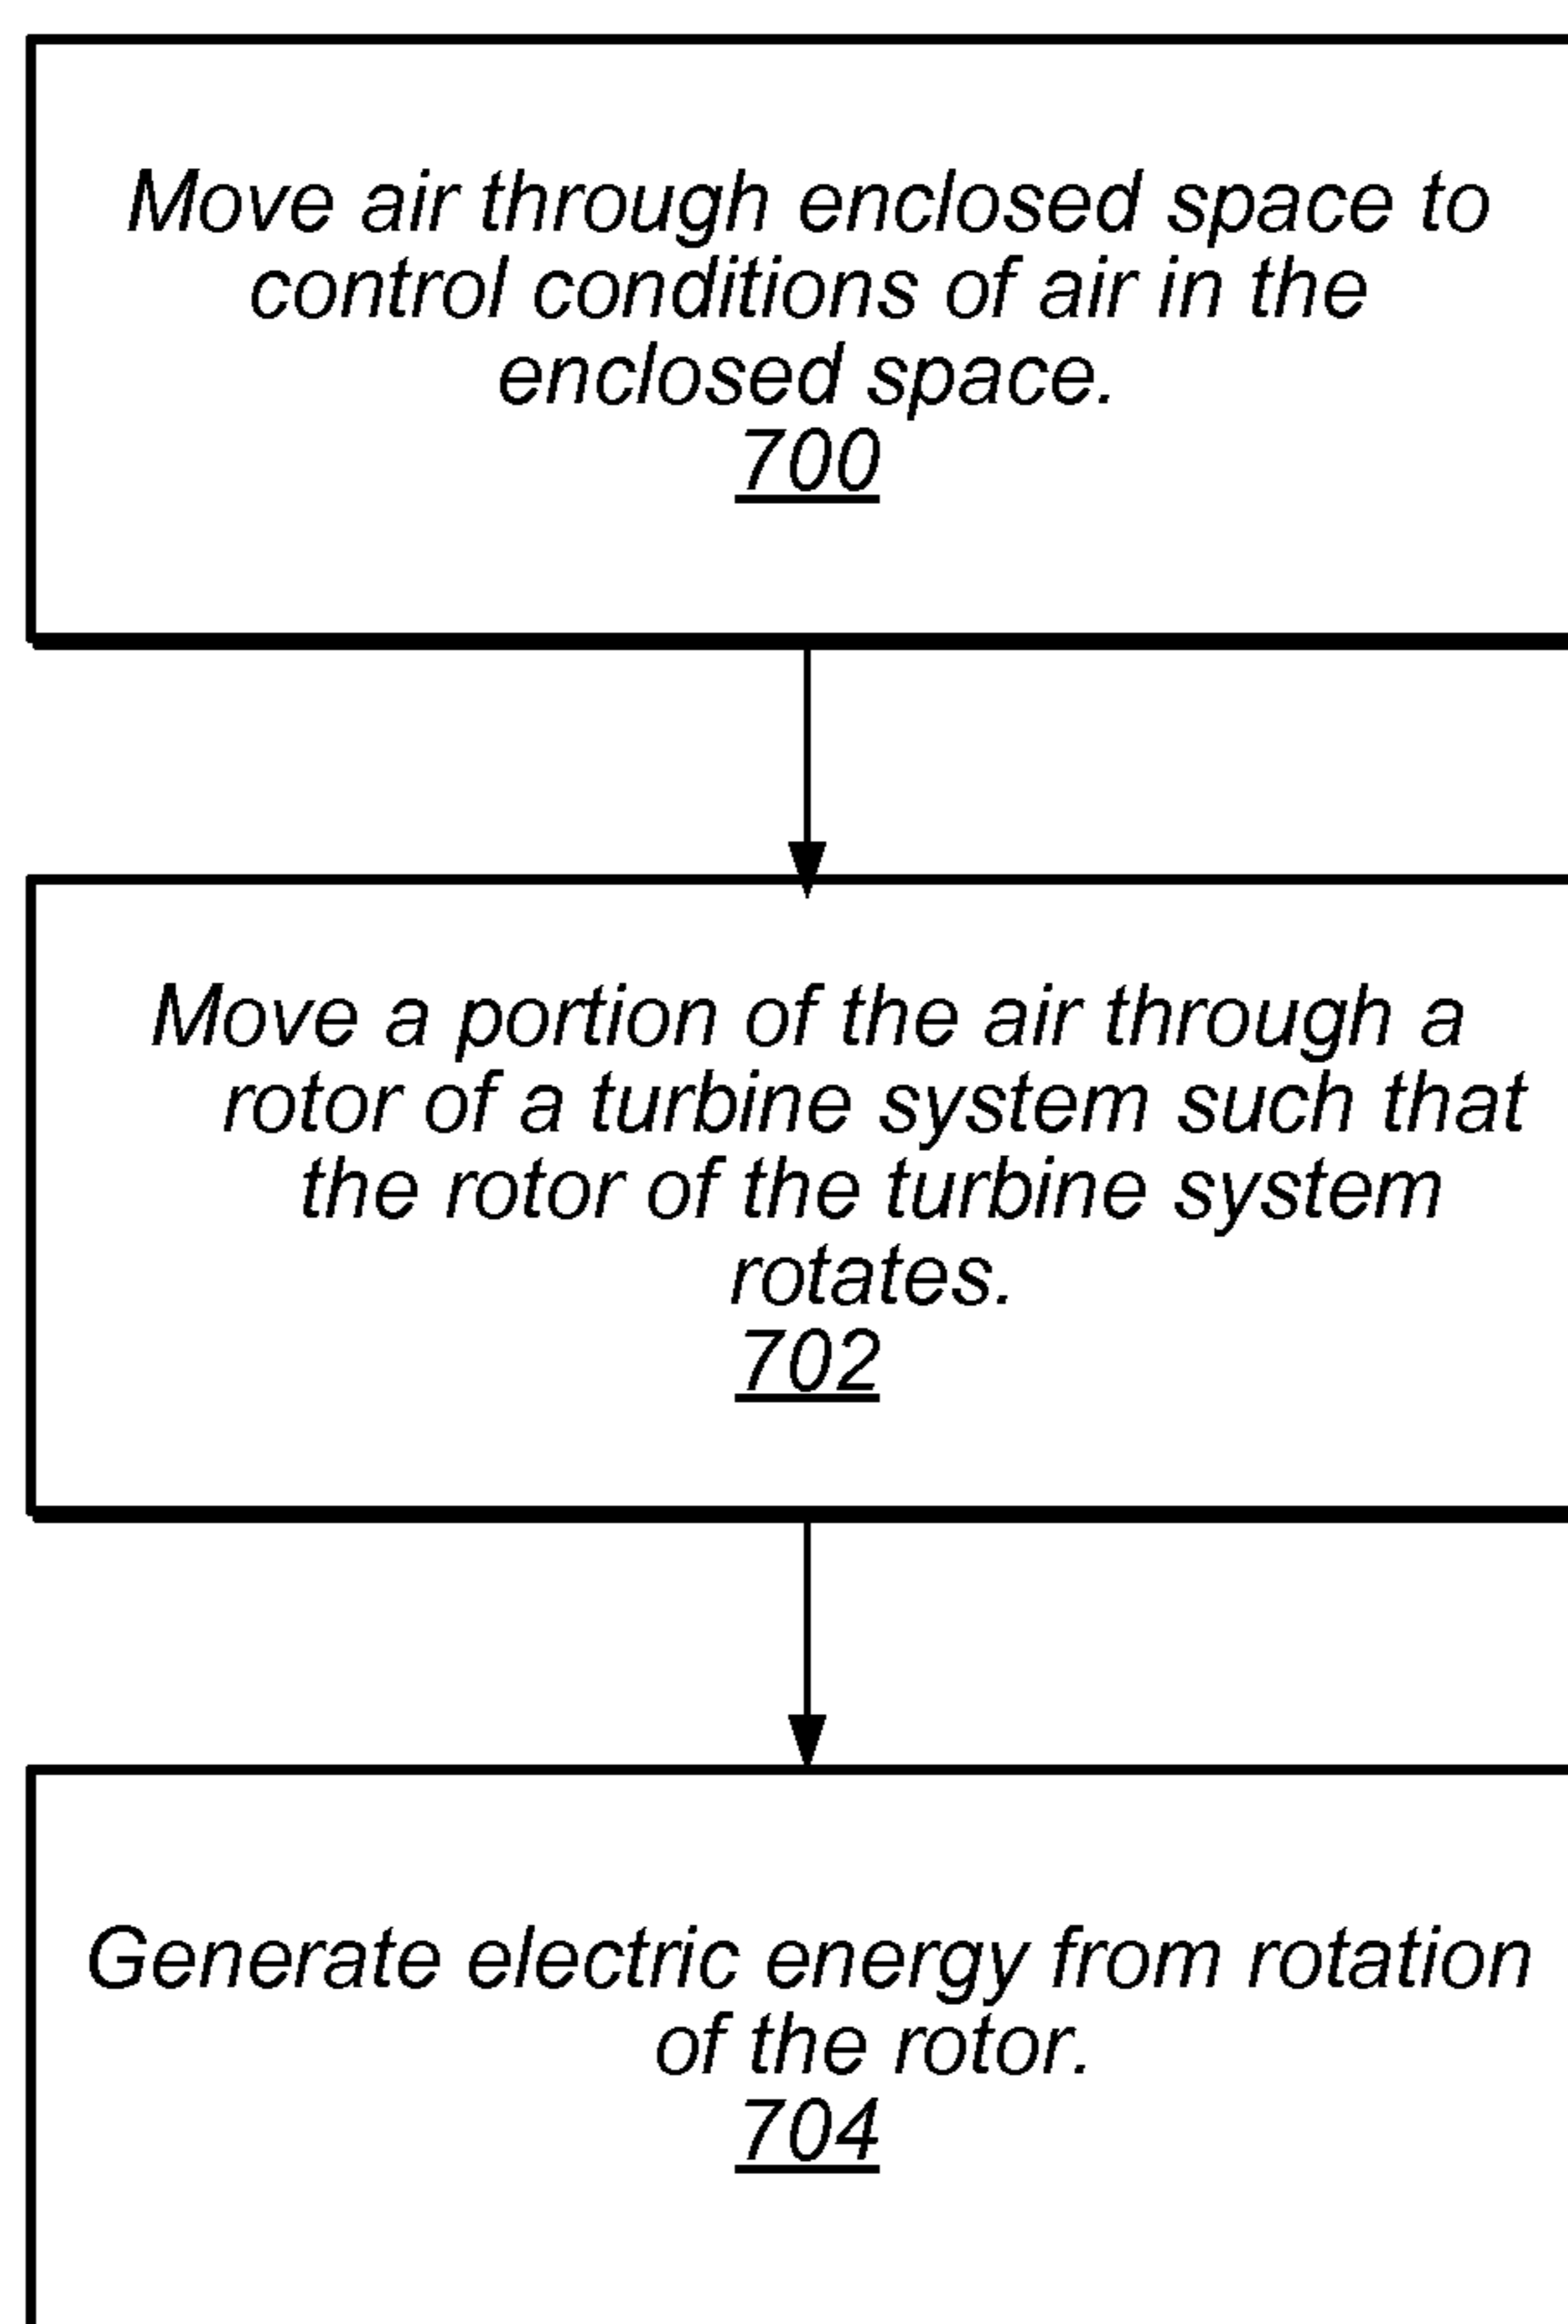 Move air through enclosed space to
control conditions of air in the
enclosed space.
700
Move a portion of the air through a
rotor of a turbine system such that
the rotor of the turbine system
rotates.
702
Generate electric energy from rotation
of the rotor.
704